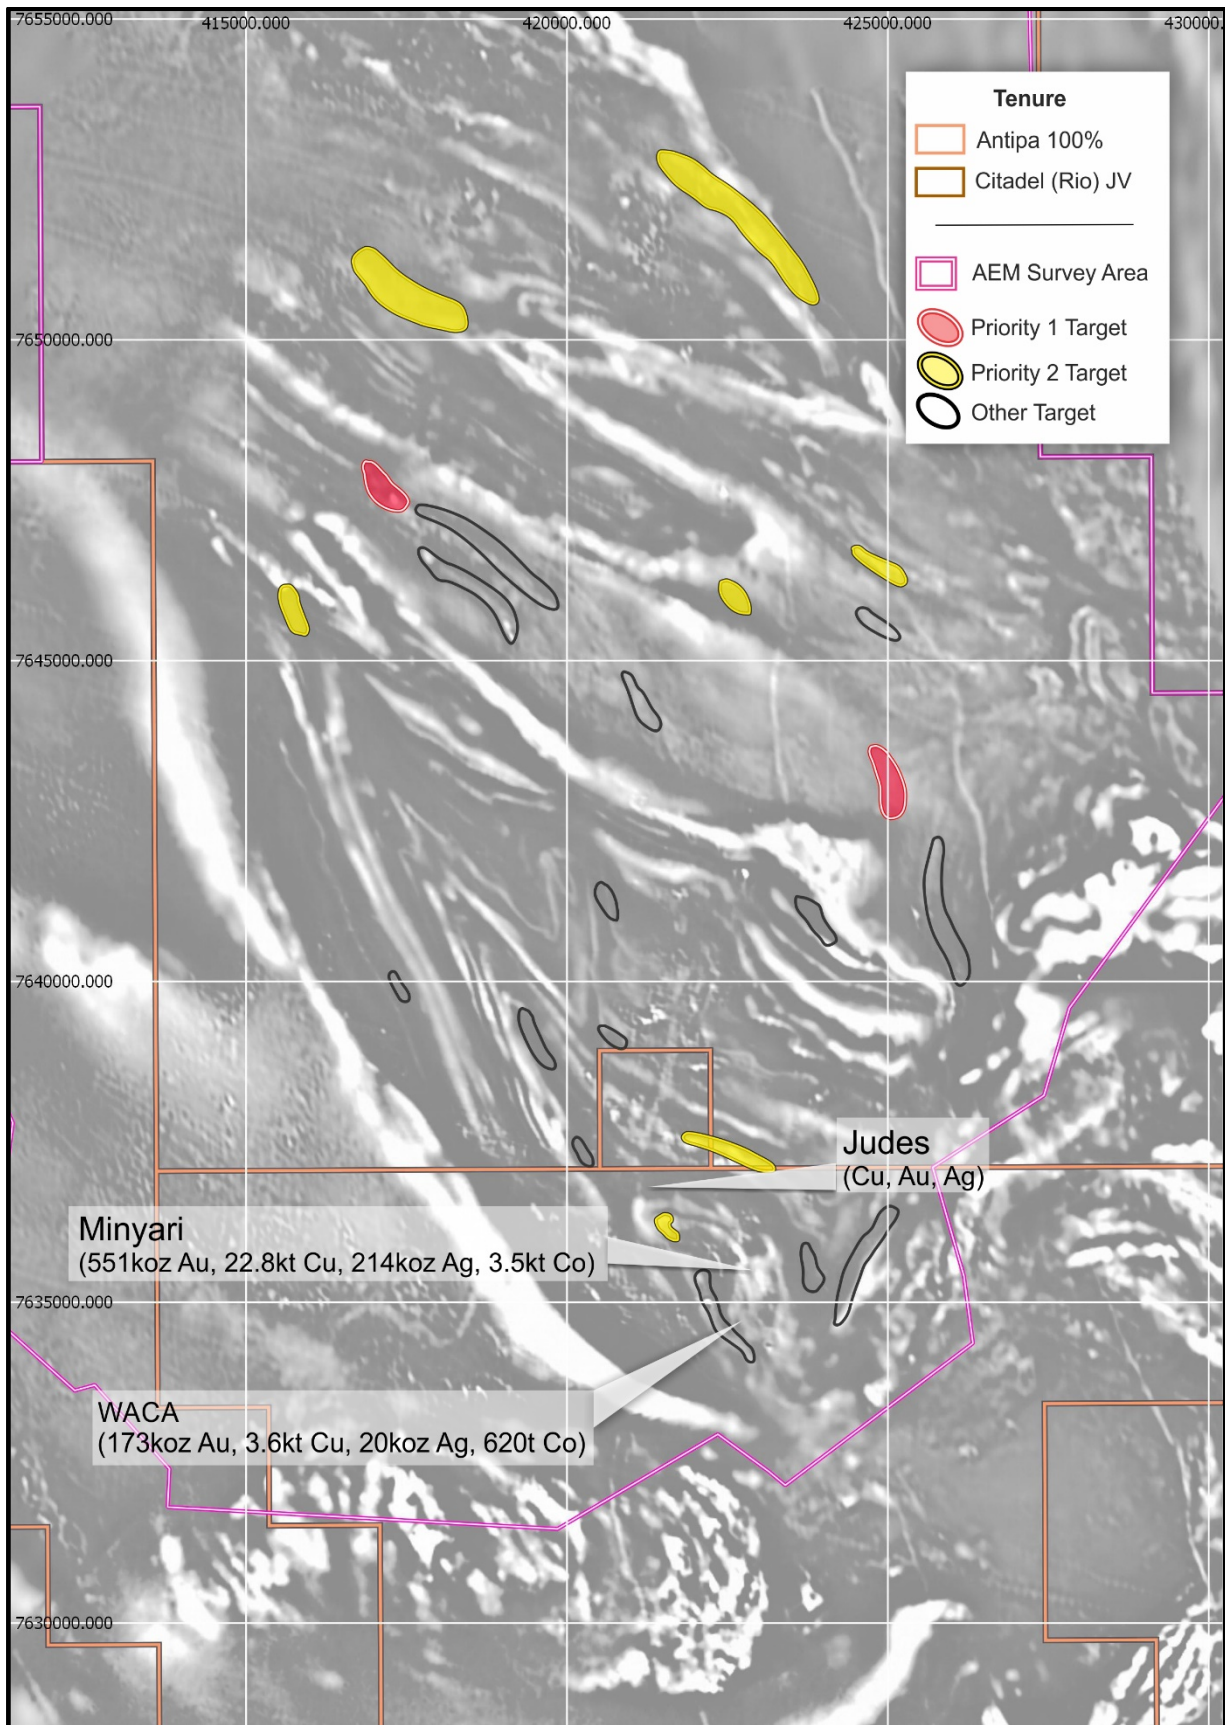 7655000.000
415000.000
420000.000
425000.000
430000.
Tenure
Antipa 100%
Citadel (Rio) JV
AEM Survey Area
Priority 1 Target
Priority 2 Target
Other Target
7650000.000
7645000.000
7640000.000
Judes
(Cu, Au, Ag)
Minyari
(551koz Au, 22.8kt Cu, 214koz Ag, 3.5kt Co)
7635000.000
WACA
(173koz Au, 3.6kt Cu, 20koz Ag, 620t Co)
7630000.000